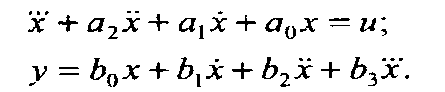 x⃛ + a₂ẍ + a₁ẋ + a₀x = u;
y = b₀x + b₁ẋ + b₂ẍ + b₃x⃛.